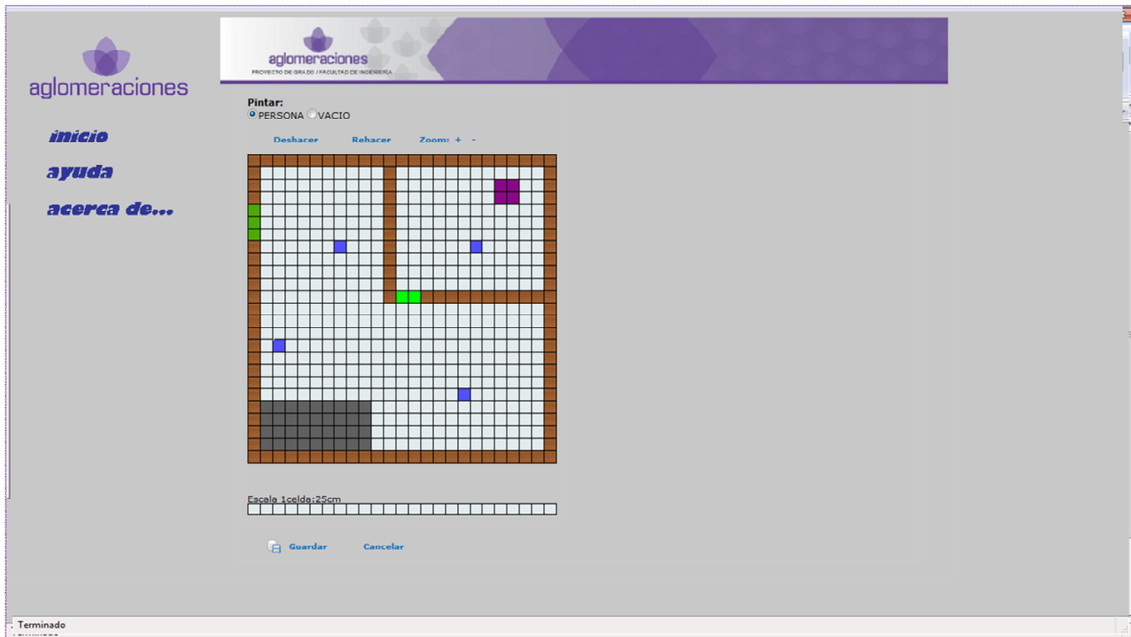 aglomeraciones
PROYECTO DE GRADO / FACULTAD DE INGENIERÍA
aglomeraciones
inicio
ayuda
acerca de...
Pintar:
PERSONA VACIO
Deshacer Rehacer Zoom: + -
Escala 1celda:25cm
Guardar Cancelar
Terminado